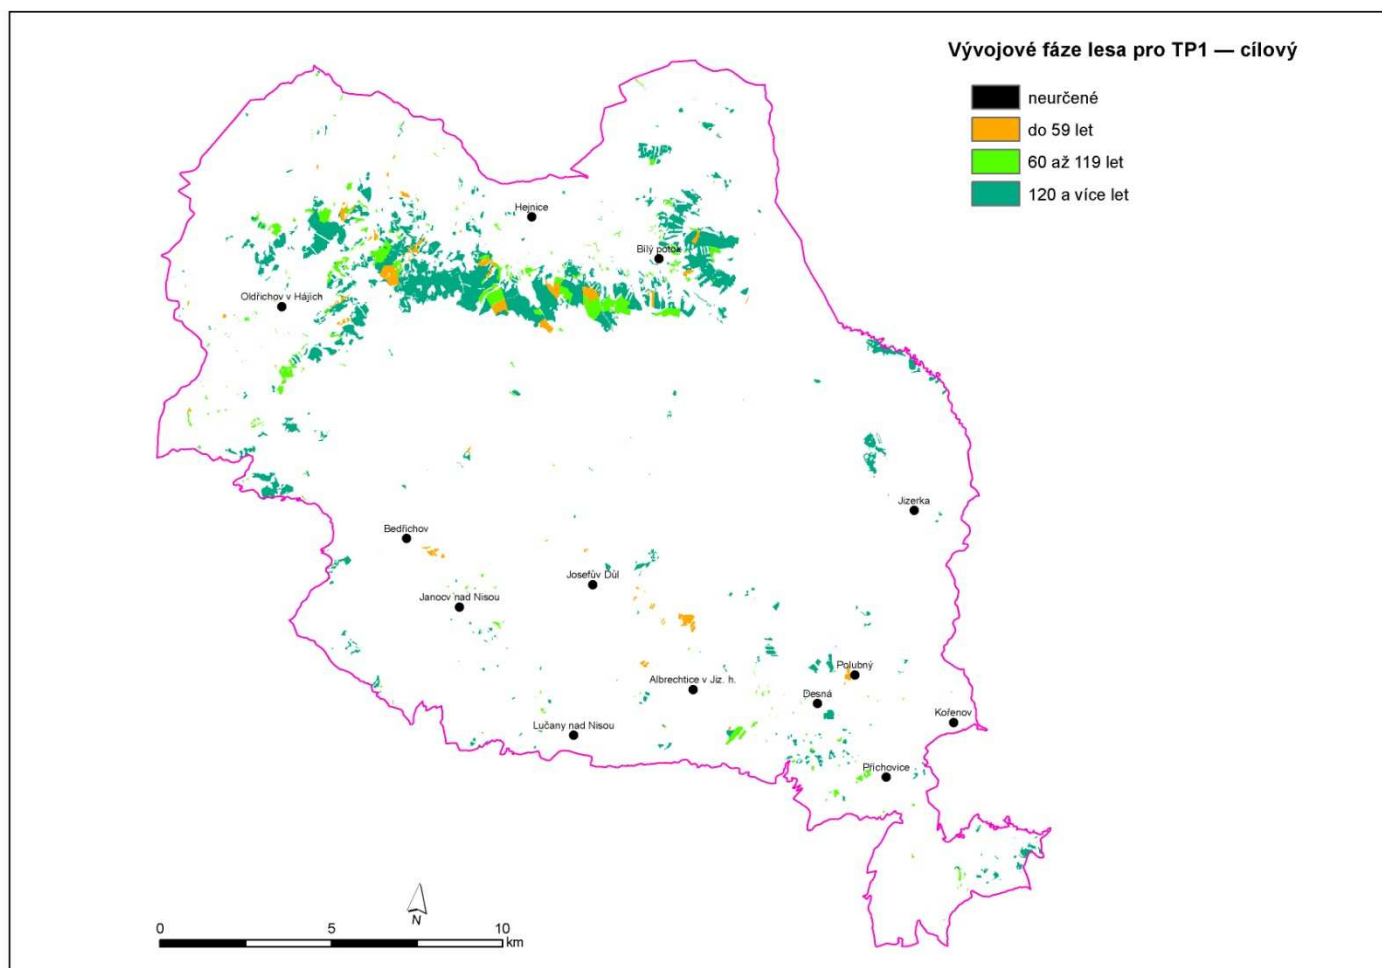 Vývojové fáze lesa pro TP1 — cílový
neurčené
do 59 let
60 až 119 let
120 a více let
Hejnice
Bílý potok
Oldřichov v Hájích
Jizerka
Bedřichov
Josefův Důl
Janocv nad Nisou
Polubný
Albrechtice v Jiz. h.
Desná
Kořenov
Lučany nad Nisou
Příchovice
N
0 5 10
km